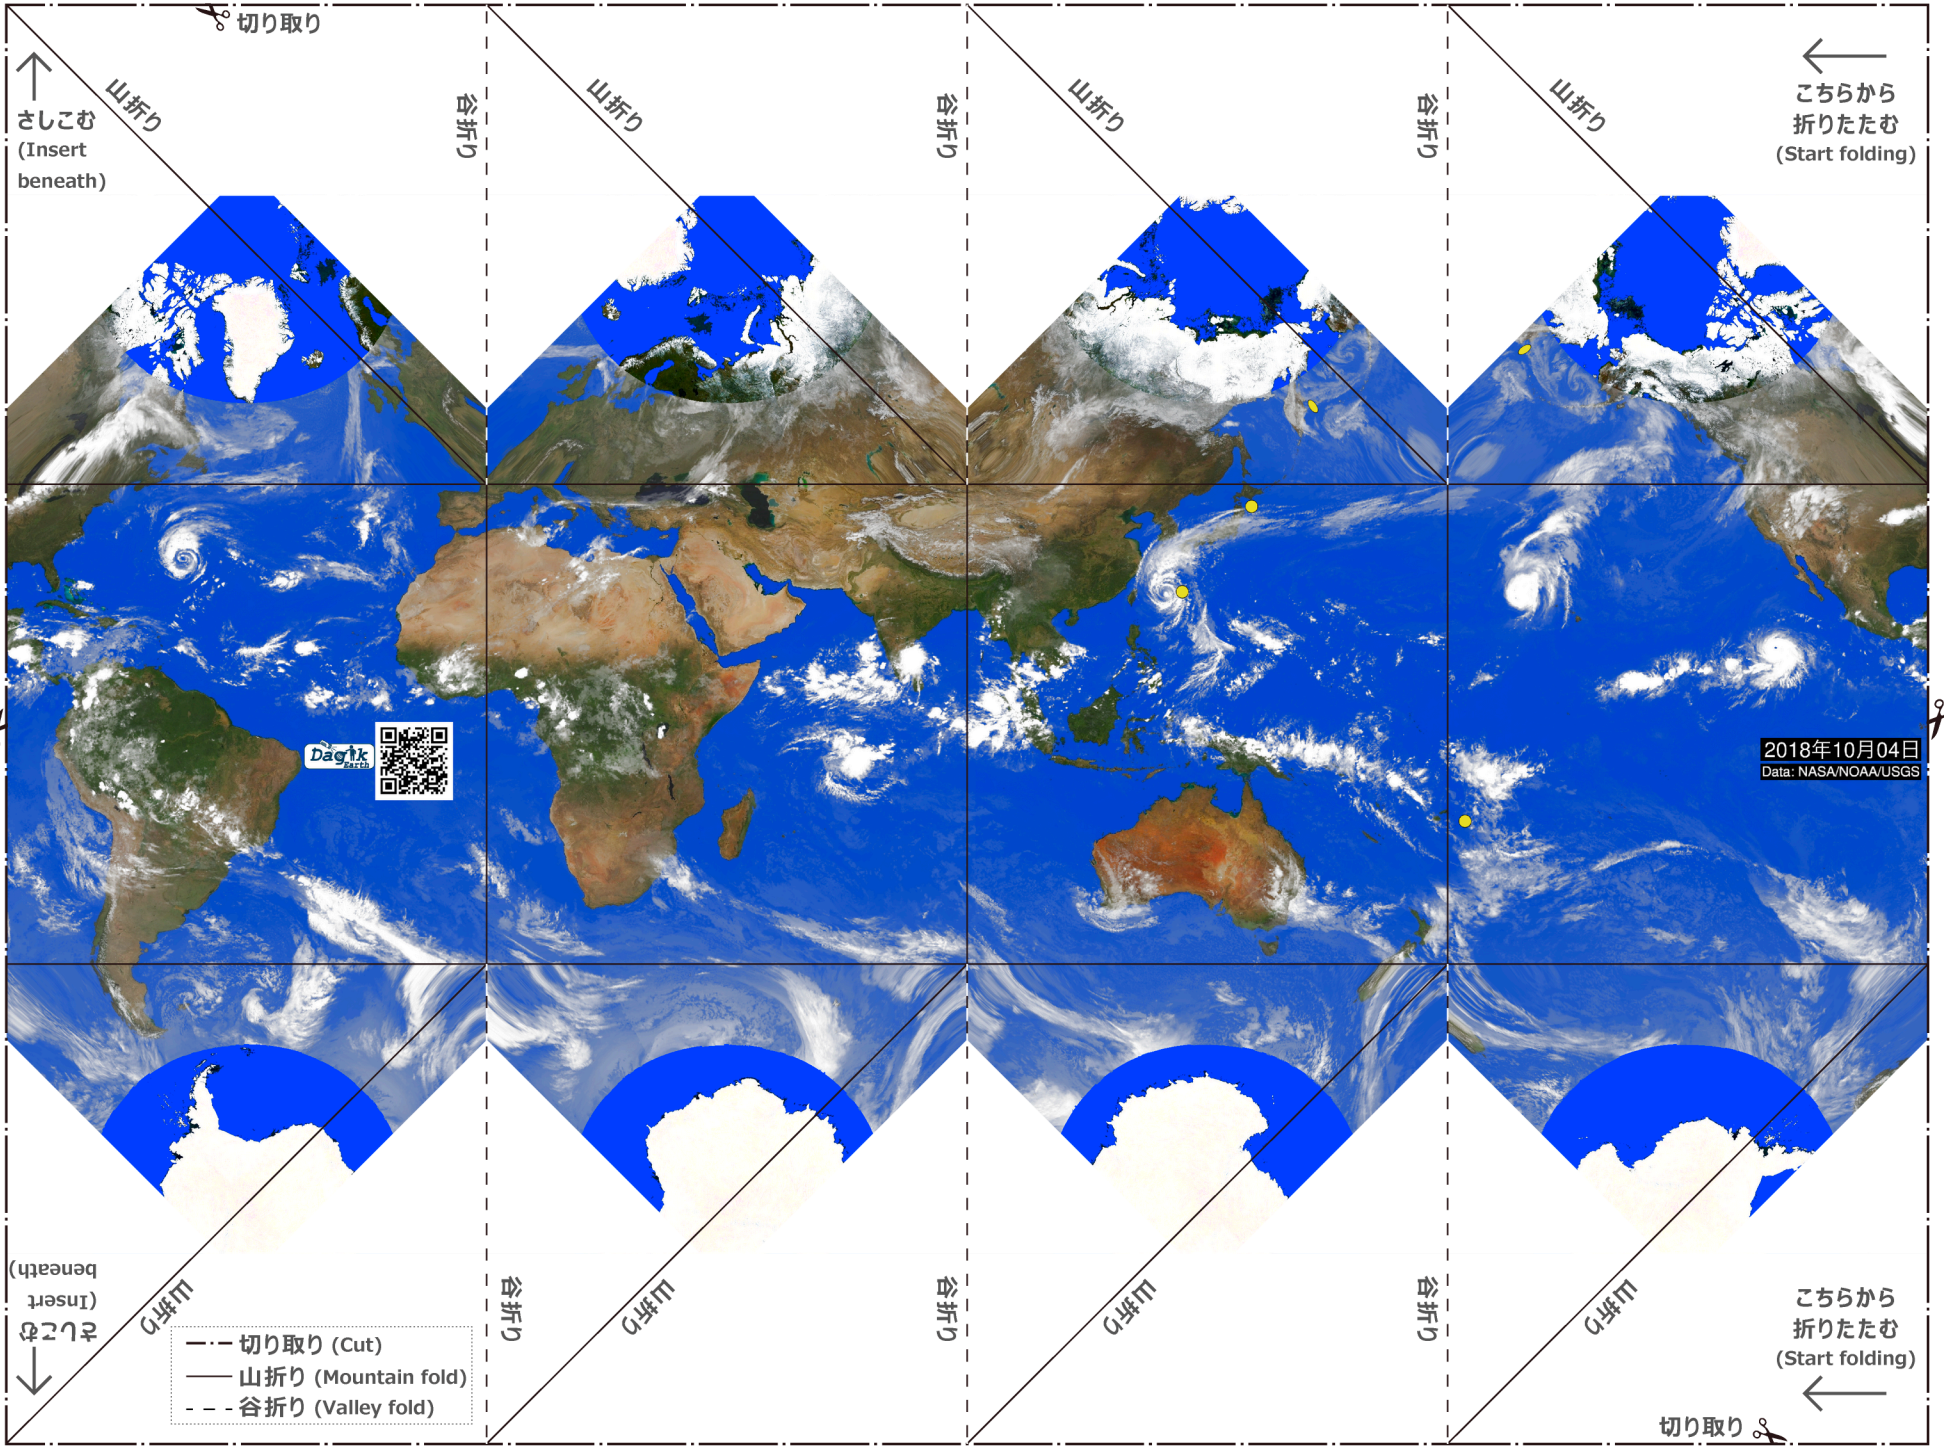 切り取り
さしこむ
(Insert
beneath)
山折り
谷折り
山折り
谷折り
山折り
谷折り
山折り
こちらから
折りたたむ
(Start folding)
Dagik
Earth
2018年10月04日
Data: NASA/NOAA/USGS
さしこむ
(Insert
beneath)
山折り
谷折り
山折り
谷折り
山折り
谷折り
山折り
こちらから
折りたたむ
(Start folding)
切り取り (Cut)
山折り (Mountain fold)
谷折り (Valley fold)
切り取り